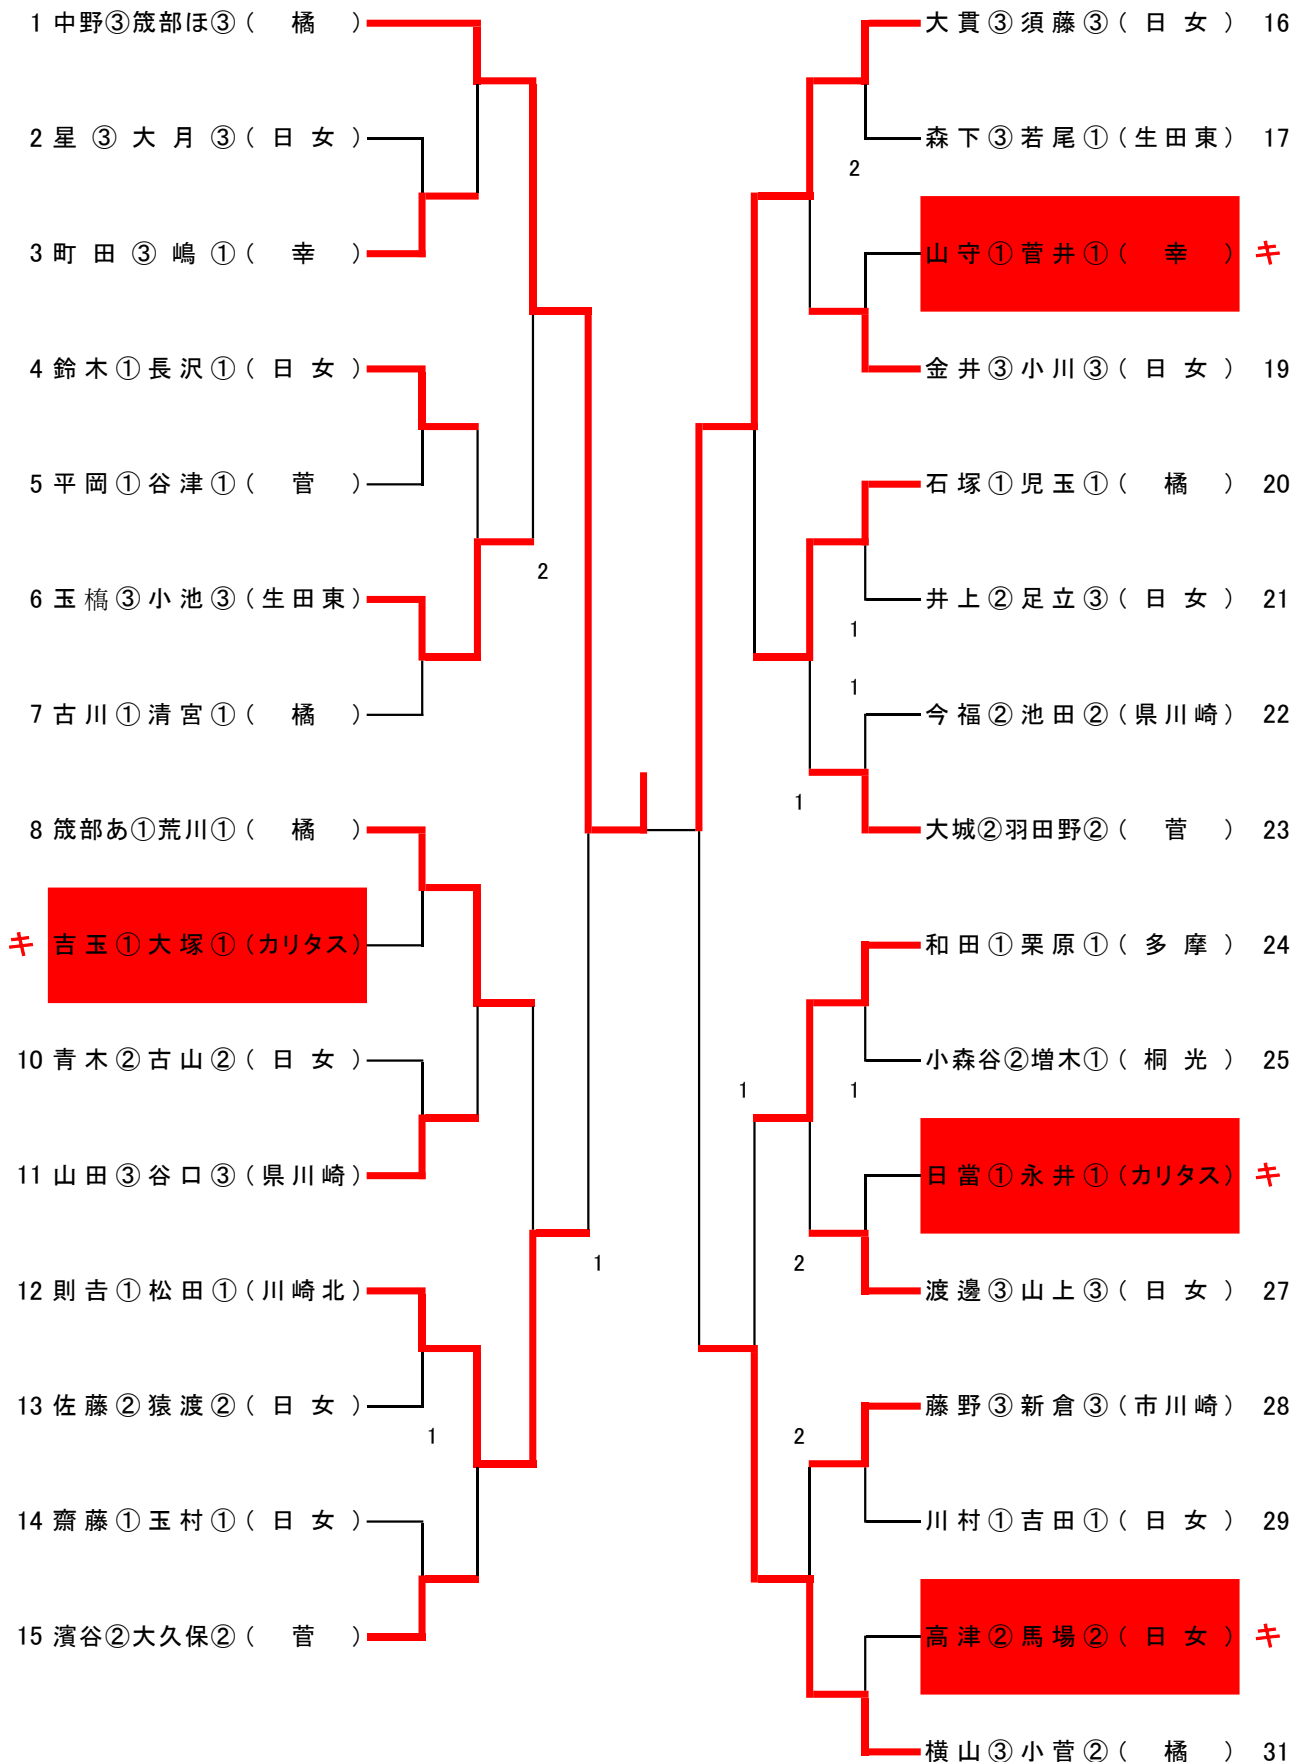 1 中野③筬部ほ③(橘)
2 星③大月③(日女)
3 町田③嶋①(幸)
4 鈴木①長沢①(日女)
5 平岡①谷津①(菅)
2
6 玉槗③小池③(生田東)
7 古川①清宮①(橘)
8 筬部あ①荒川①(橘)
キ 吉玉①大塚①(カリタス)
10 青木②古山②(日女)
11 山田③谷口③(県川崎)
1
12 則吉①松田①(川崎北)
13 佐藤②猿渡②(日女)
1
14 齋藤①玉村①(日女)
15 濱谷②大久保②(菅)
大貫③須藤③(日女) 16
森下③若尾①(生田東) 17
2
山守①菅井①(幸) キ
金井③小川③(日女) 19
石塚①児玉①(橘) 20
井上②足立③(日女) 21
1
1
今福②池田②(県川崎) 22
1
大城②羽田野②(菅) 23
和田①栗原①(多摩) 24
小森谷②増木①(桐光) 25
1
1
日當①永井①(カリタス) キ
2
渡邊③山上③(日女) 27
藤野③新倉③(市川崎) 28
2
川村①吉田①(日女) 29
高津②馬場②(日女) キ
横山③小菅②(橘) 31